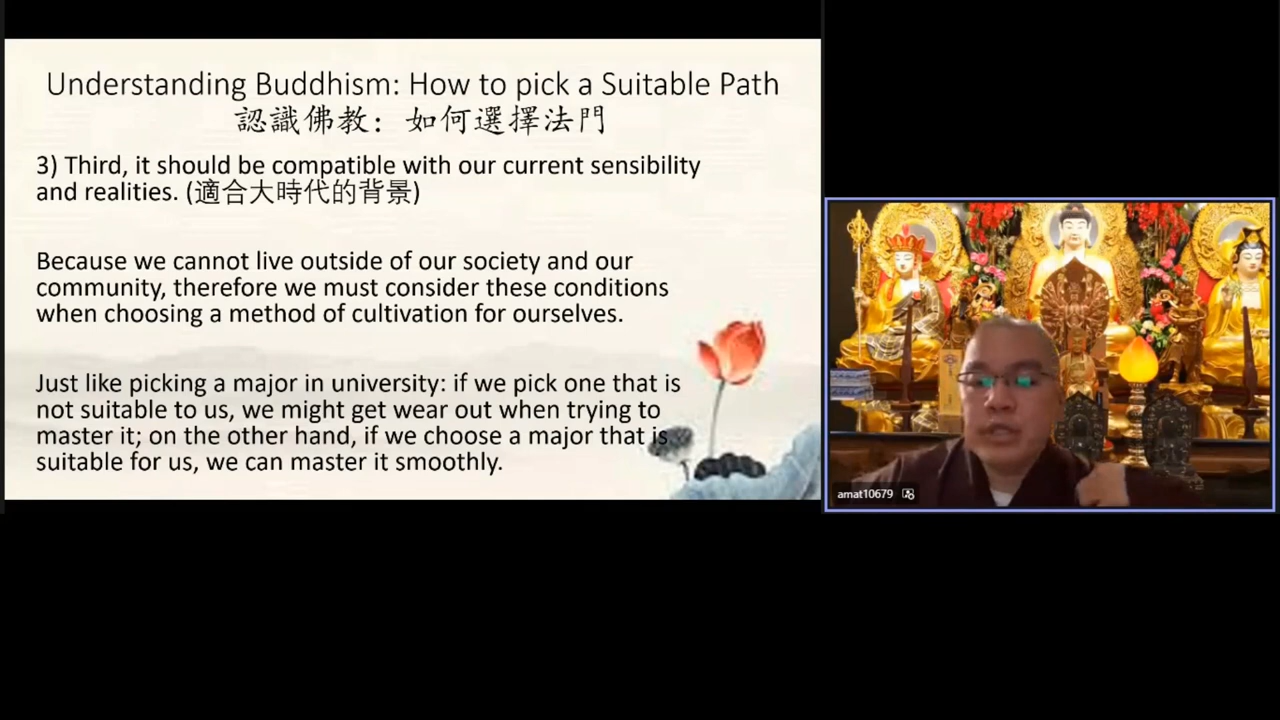 Understanding Buddhism: How to pick a Suitable Path
認識佛教：如何選擇法門
3) Third, it should be compatible with our current sensibility
and realities. (適合大時代的背景)
Because we cannot live outside of our society and our
community, therefore we must consider these conditions
when choosing a method of cultivation for ourselves.
Just like picking a major in university: if we pick one that is
not suitable to us, we might get wear out when trying to
master it; on the other hand, if we choose a major that is
suitable for us, we can master it smoothly.
amat10679